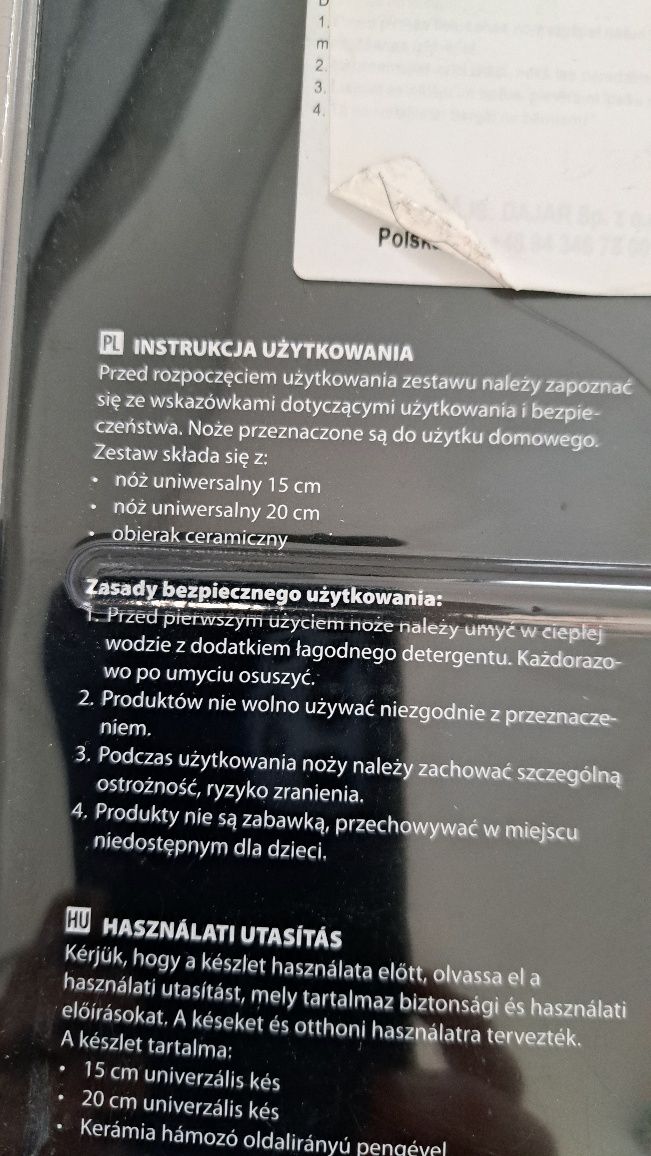 1.
m
2.
3.
4.
DAJAR Sp. z o.
PL INSTRUKCJA UŻYTKOWANIA
Przed rozpoczęciem użytkowania zestawu należy zapoznać
się ze wskazówkami dotyczącymi użytkowania i bezpie-
czeństwa. Noże przeznaczone są do użytku domowego.
Zestaw składa się z:
• nóż uniwersalny 15 cm
• nóż uniwersalny 20 cm
• obierak ceramiczny
Zasady bezpiecznego użytkowania:
1. Przed pierwszym użyciem noże należy umyć w ciepłej
wodzie z dodatkiem łagodnego detergentu. Każdorazo-
wo po umyciu osuszyć.
2. Produktów nie wolno używać niezgodnie z przeznacze-
niem.
3. Podczas użytkowania noży należy zachować szczególną
ostrożność, ryzyko zranienia.
4. Produkty nie są zabawką, przechowywać w miejscu
niedostępnym dla dzieci.
HU HASZNÁLATI UTASÍTÁS
Kérjük, hogy a készlet használata előtt, olvassa el a
használati utasítást, mely tartalmaz biztonsági és használati
előírásokat. A késeket és otthoni használatra tervezték.
A készlet tartalma:
• 15 cm univerzális kés
• 20 cm univerzális kés
• Kerámia hámozó oldalirányú pengével